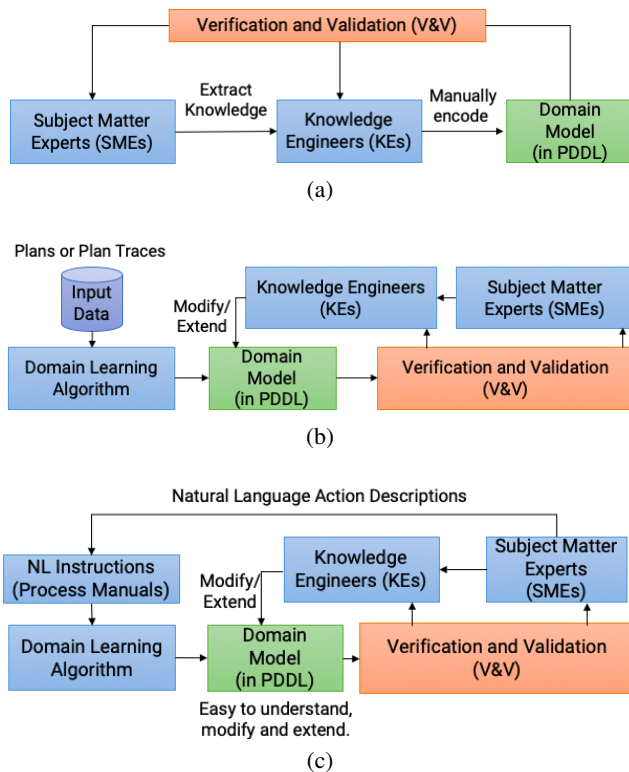 Verification and Validation (V&V)
Extract
Knowledge
Manually
encode
Subject Matter
Experts (SMEs)
Knowledge
Engineers (KEs)
Domain
Model
(in PDDL)
(a)
Plans or Plan Traces
Input
Data
Modify/
Extend
Knowledge Engineers
(KEs)
Subject Matter
Experts (SMEs)
Domain Learning
Algorithm
Domain
Model
(in PDDL)
Verification and Validation
(V&V)
(b)
Natural Language Action Descriptions
NL Instructions
(Process Manuals)
Modify/
Extend
Knowledge
Engineers (KEs)
Subject Matter
Experts
(SMEs)
Domain Learning
Algorithm
Domain
Model
(in PDDL)
Verification and Validation
(V&V)
Easy to understand,
modify and extend.
(c)